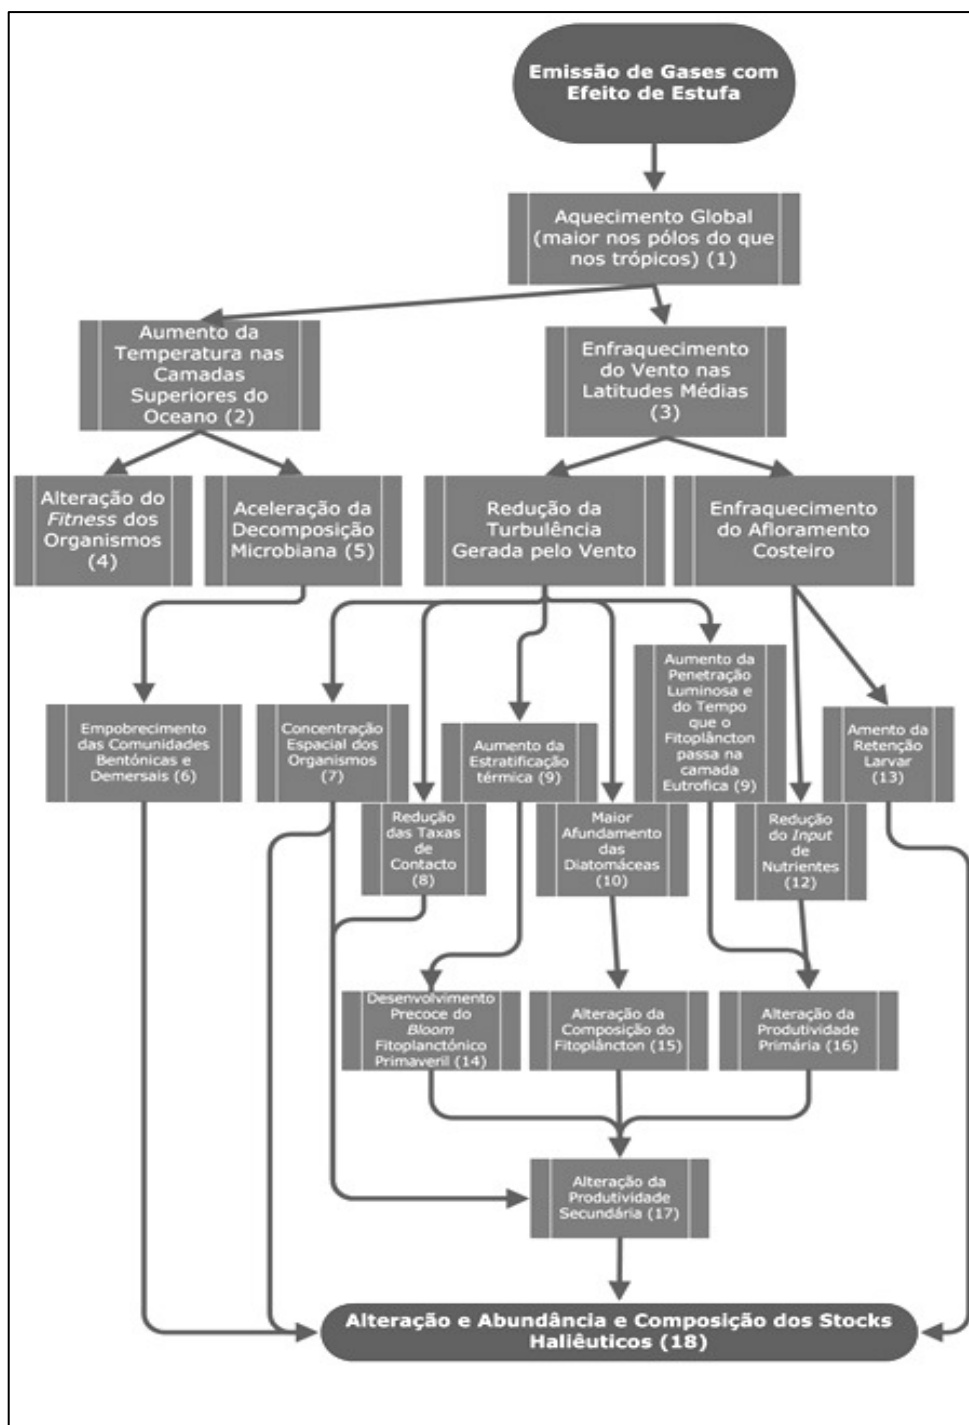 Emissão de Gases com
Efeito de Estufa
Aquecimento Global
(maior nos pólos do que
nos trópicos) (1)
Aumento da
Temperatura nas
Camadas
Superiores do
Oceano (2)
Enfraquecimento
do Vento nas
Latitudes Médias
(3)
Alteração do
Fitness dos
Organismos
(4)
Aceleração da
Decomposição
Microbiana (5)
Redução da
Turbulência
Gerada pelo Vento
Enfraquecimento
do Afloramento
Costeiro
Empobrecimento
das Comunidades
Bentónicas e
Demersais (6)
Concentração
Espacial dos
Organismos
(7)
Redução
das Taxas
de
Contacto
(8)
Aumento da
Estratificação
térmica (9)
Maior
Afundamento
das
Diatomáceas
(10)
Aumento da
Penetração
Luminosa e
do Tempo
que o
Fitoplâncton
passa na
camada
Eutrofica (9)
Redução
do Input
de
Nutrientes
(12)
Amento da
Retenção
Larvar
(13)
Desenvolvimento
Precoce do
Bloom
Fitoplanctónico
Primaveril (14)
Alteração da
Composição do
Fitoplâncton (15)
Alteração da
Produtividade
Primária (16)
Alteração da
Produtividade
Secundária (17)
Alteração e Abundância e Composição dos Stocks
Haliêuticos (18)